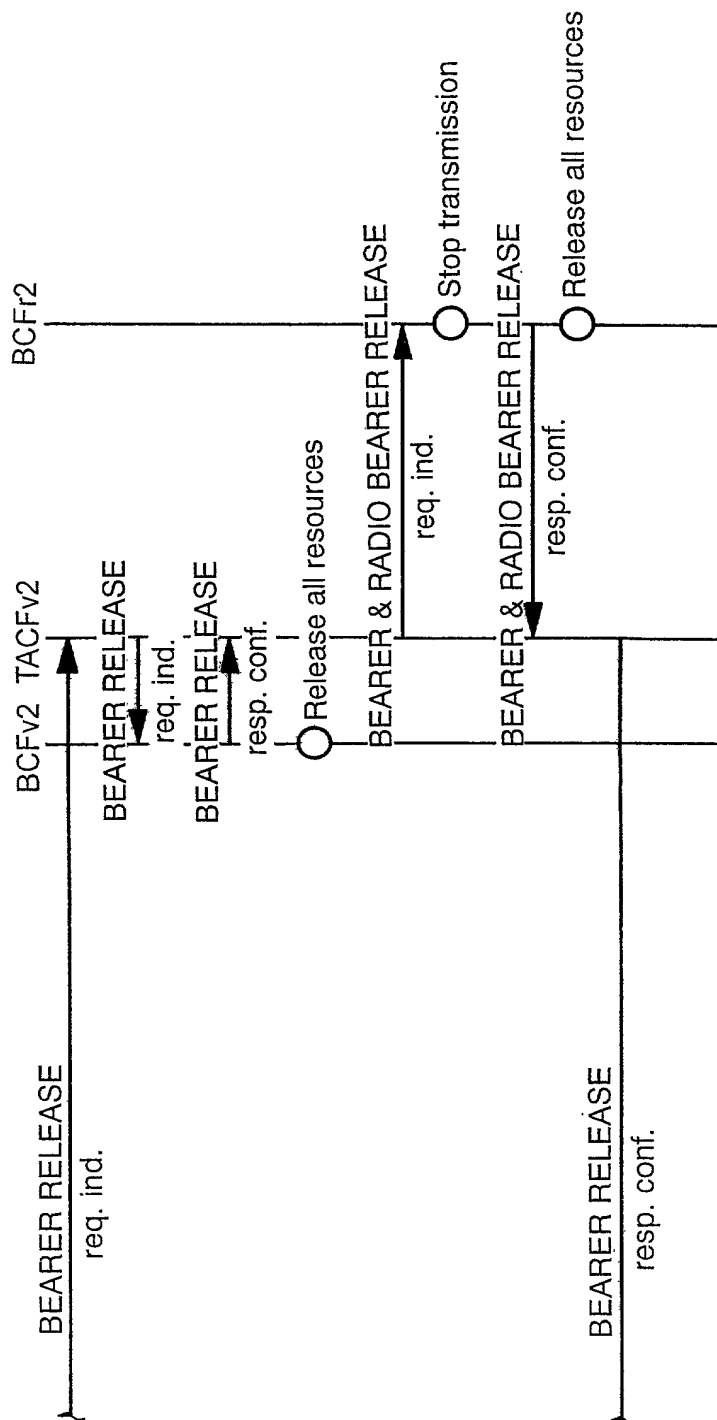 BCFv2
TACFv2
BCFr2
BEARER RELEASE
req. ind.
BEARER RELEASE
req. ind.
BEARER RELEASE
resp. conf.
Release all resources
BEARER & RADIO BEARER RELEASE
req. ind.
Stop transmission
BEARER & RADIO BEARER RELEASE
resp. conf.
Release all resources
BEARER RELEASE
resp. conf.